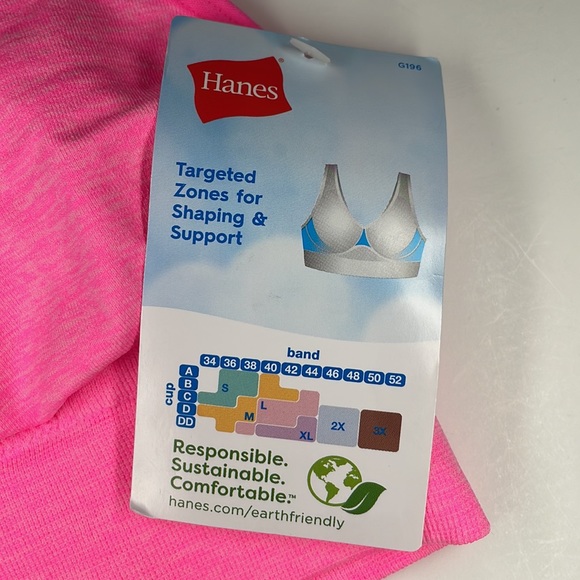 Hanes
G196
Targeted
Zones for
Shaping &
Support
band
34 36 38 40 42 44 46 48 50 52
cup
A
B
C
D
DD
S
M
L
XL
2X
3X
Responsible.
Sustainable.
Comfortable.™
hanes.com/earthfriendly